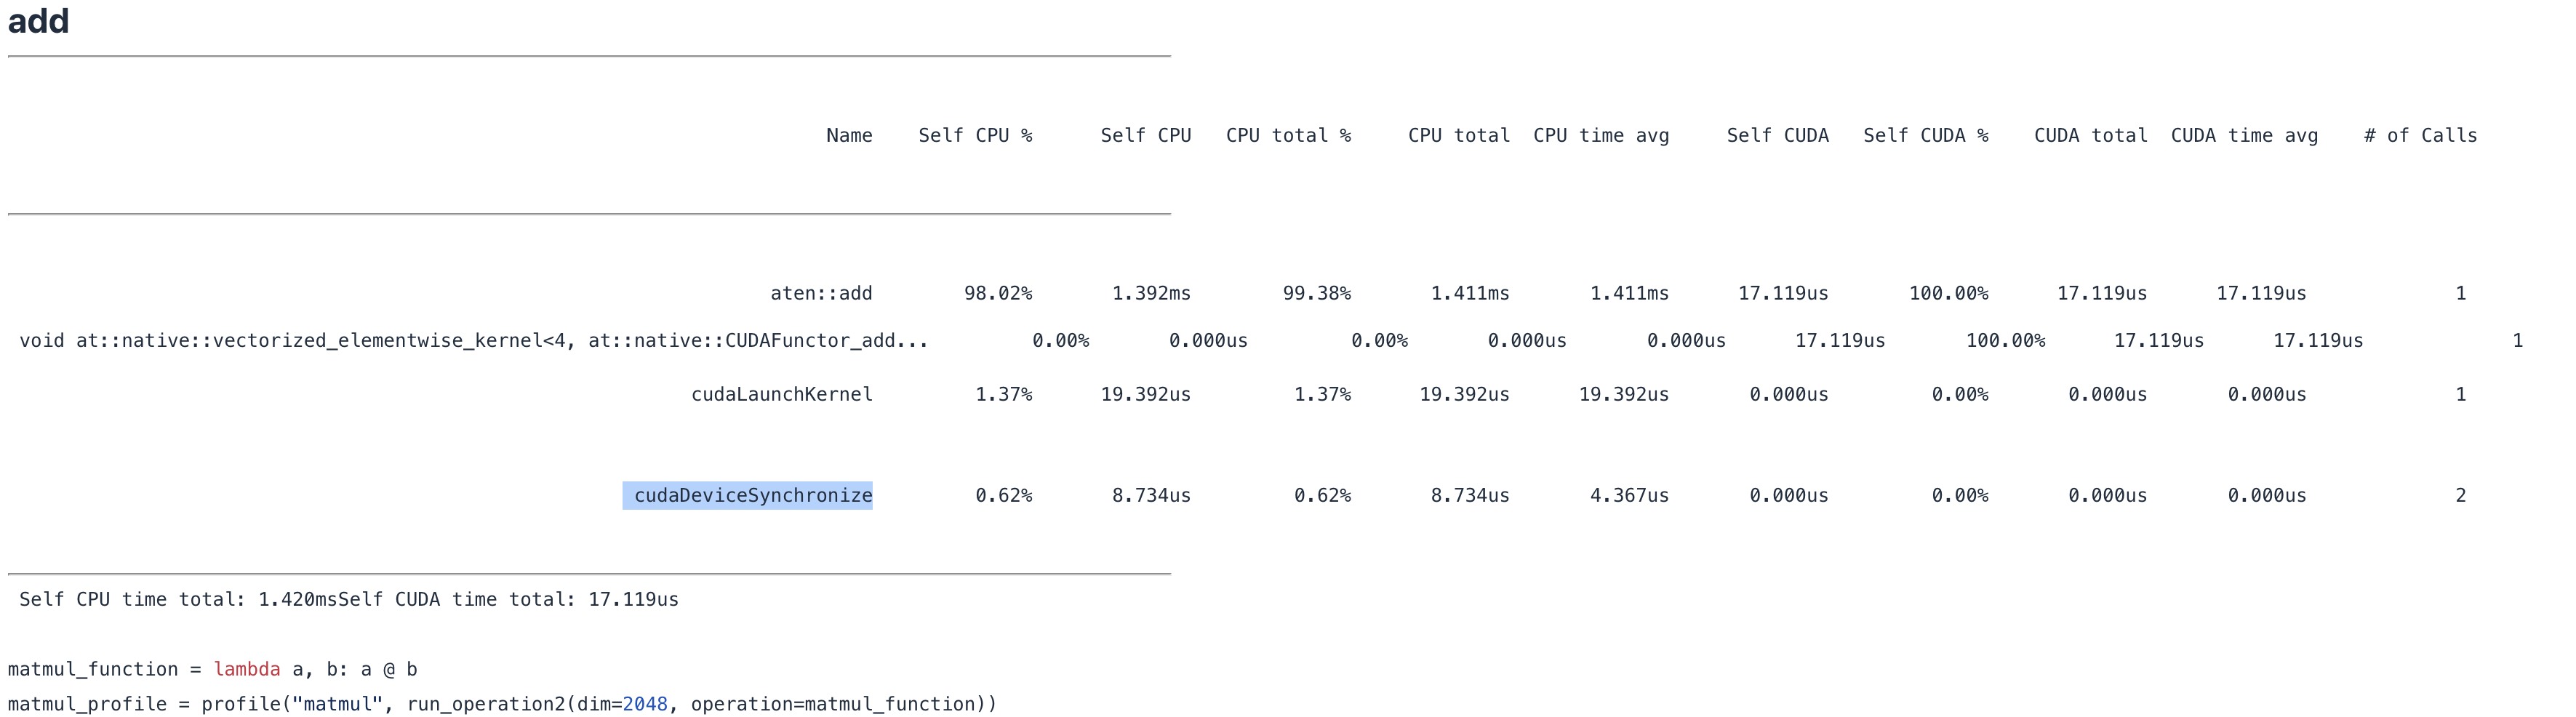 add
Name Self CPU % Self CPU CPU total % CPU total CPU time avg Self CUDA Self CUDA % CUDA total CUDA time avg # of Calls
aten::add 98.02% 1.392ms 99.38% 1.411ms 1.411ms 17.119us 100.00% 17.119us 17.119us 1
void at::native::vectorized_elementwise_kernel<4, at::native::CUDAFunctor_add... 0.00% 0.000us 0.00% 0.000us 0.000us 17.119us 100.00% 17.119us 17.119us 1
cudaLaunchKernel 1.37% 19.392us 1.37% 19.392us 19.392us 0.000us 0.00% 0.000us 0.000us 1
cudaDeviceSynchronize 0.62% 8.734us 0.62% 8.734us 4.367us 0.000us 0.00% 0.000us 0.000us 2
Self CPU time total: 1.420msSelf CUDA time total: 17.119us
matmul_function = lambda a, b: a @ b
matmul_profile = profile("matmul", run_operation2(dim=2048, operation=matmul_function))